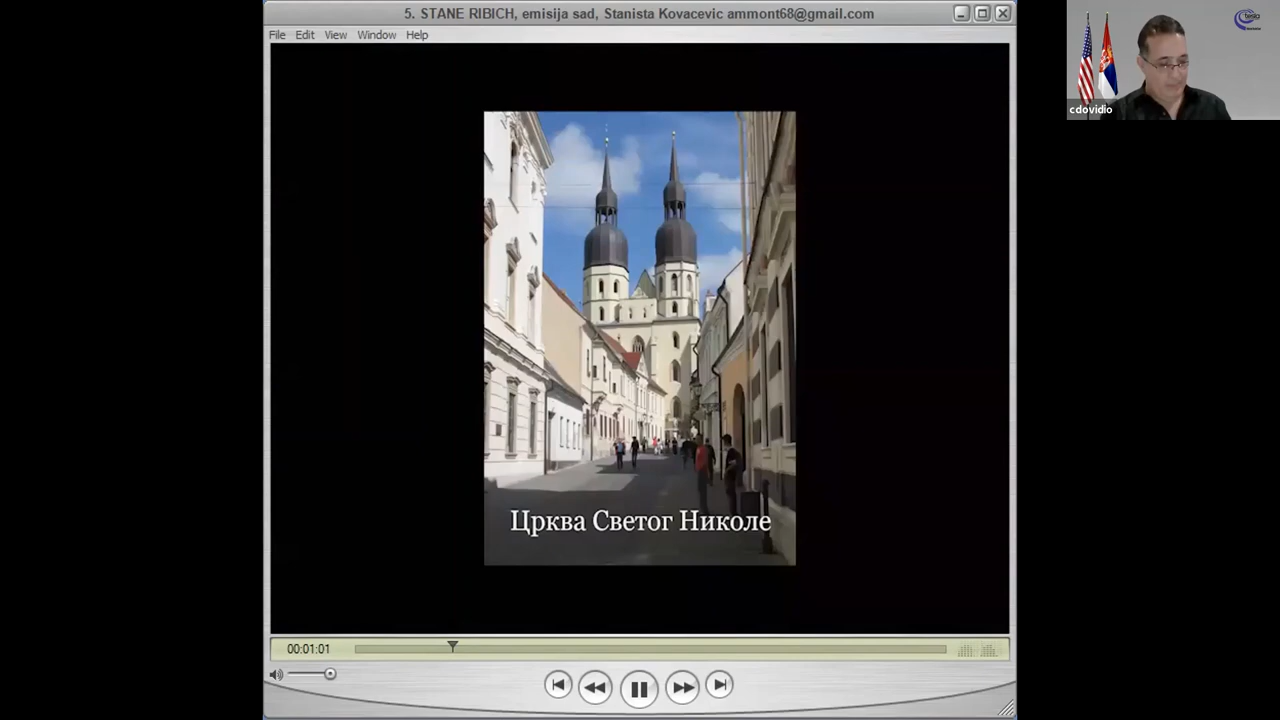 5. STANE RIBICH, emisija sad, Stanista Kovacevic ammont68@gmail.com
File Edit View Window Help
cdovidio
Црква Светог Николе
00:01:01